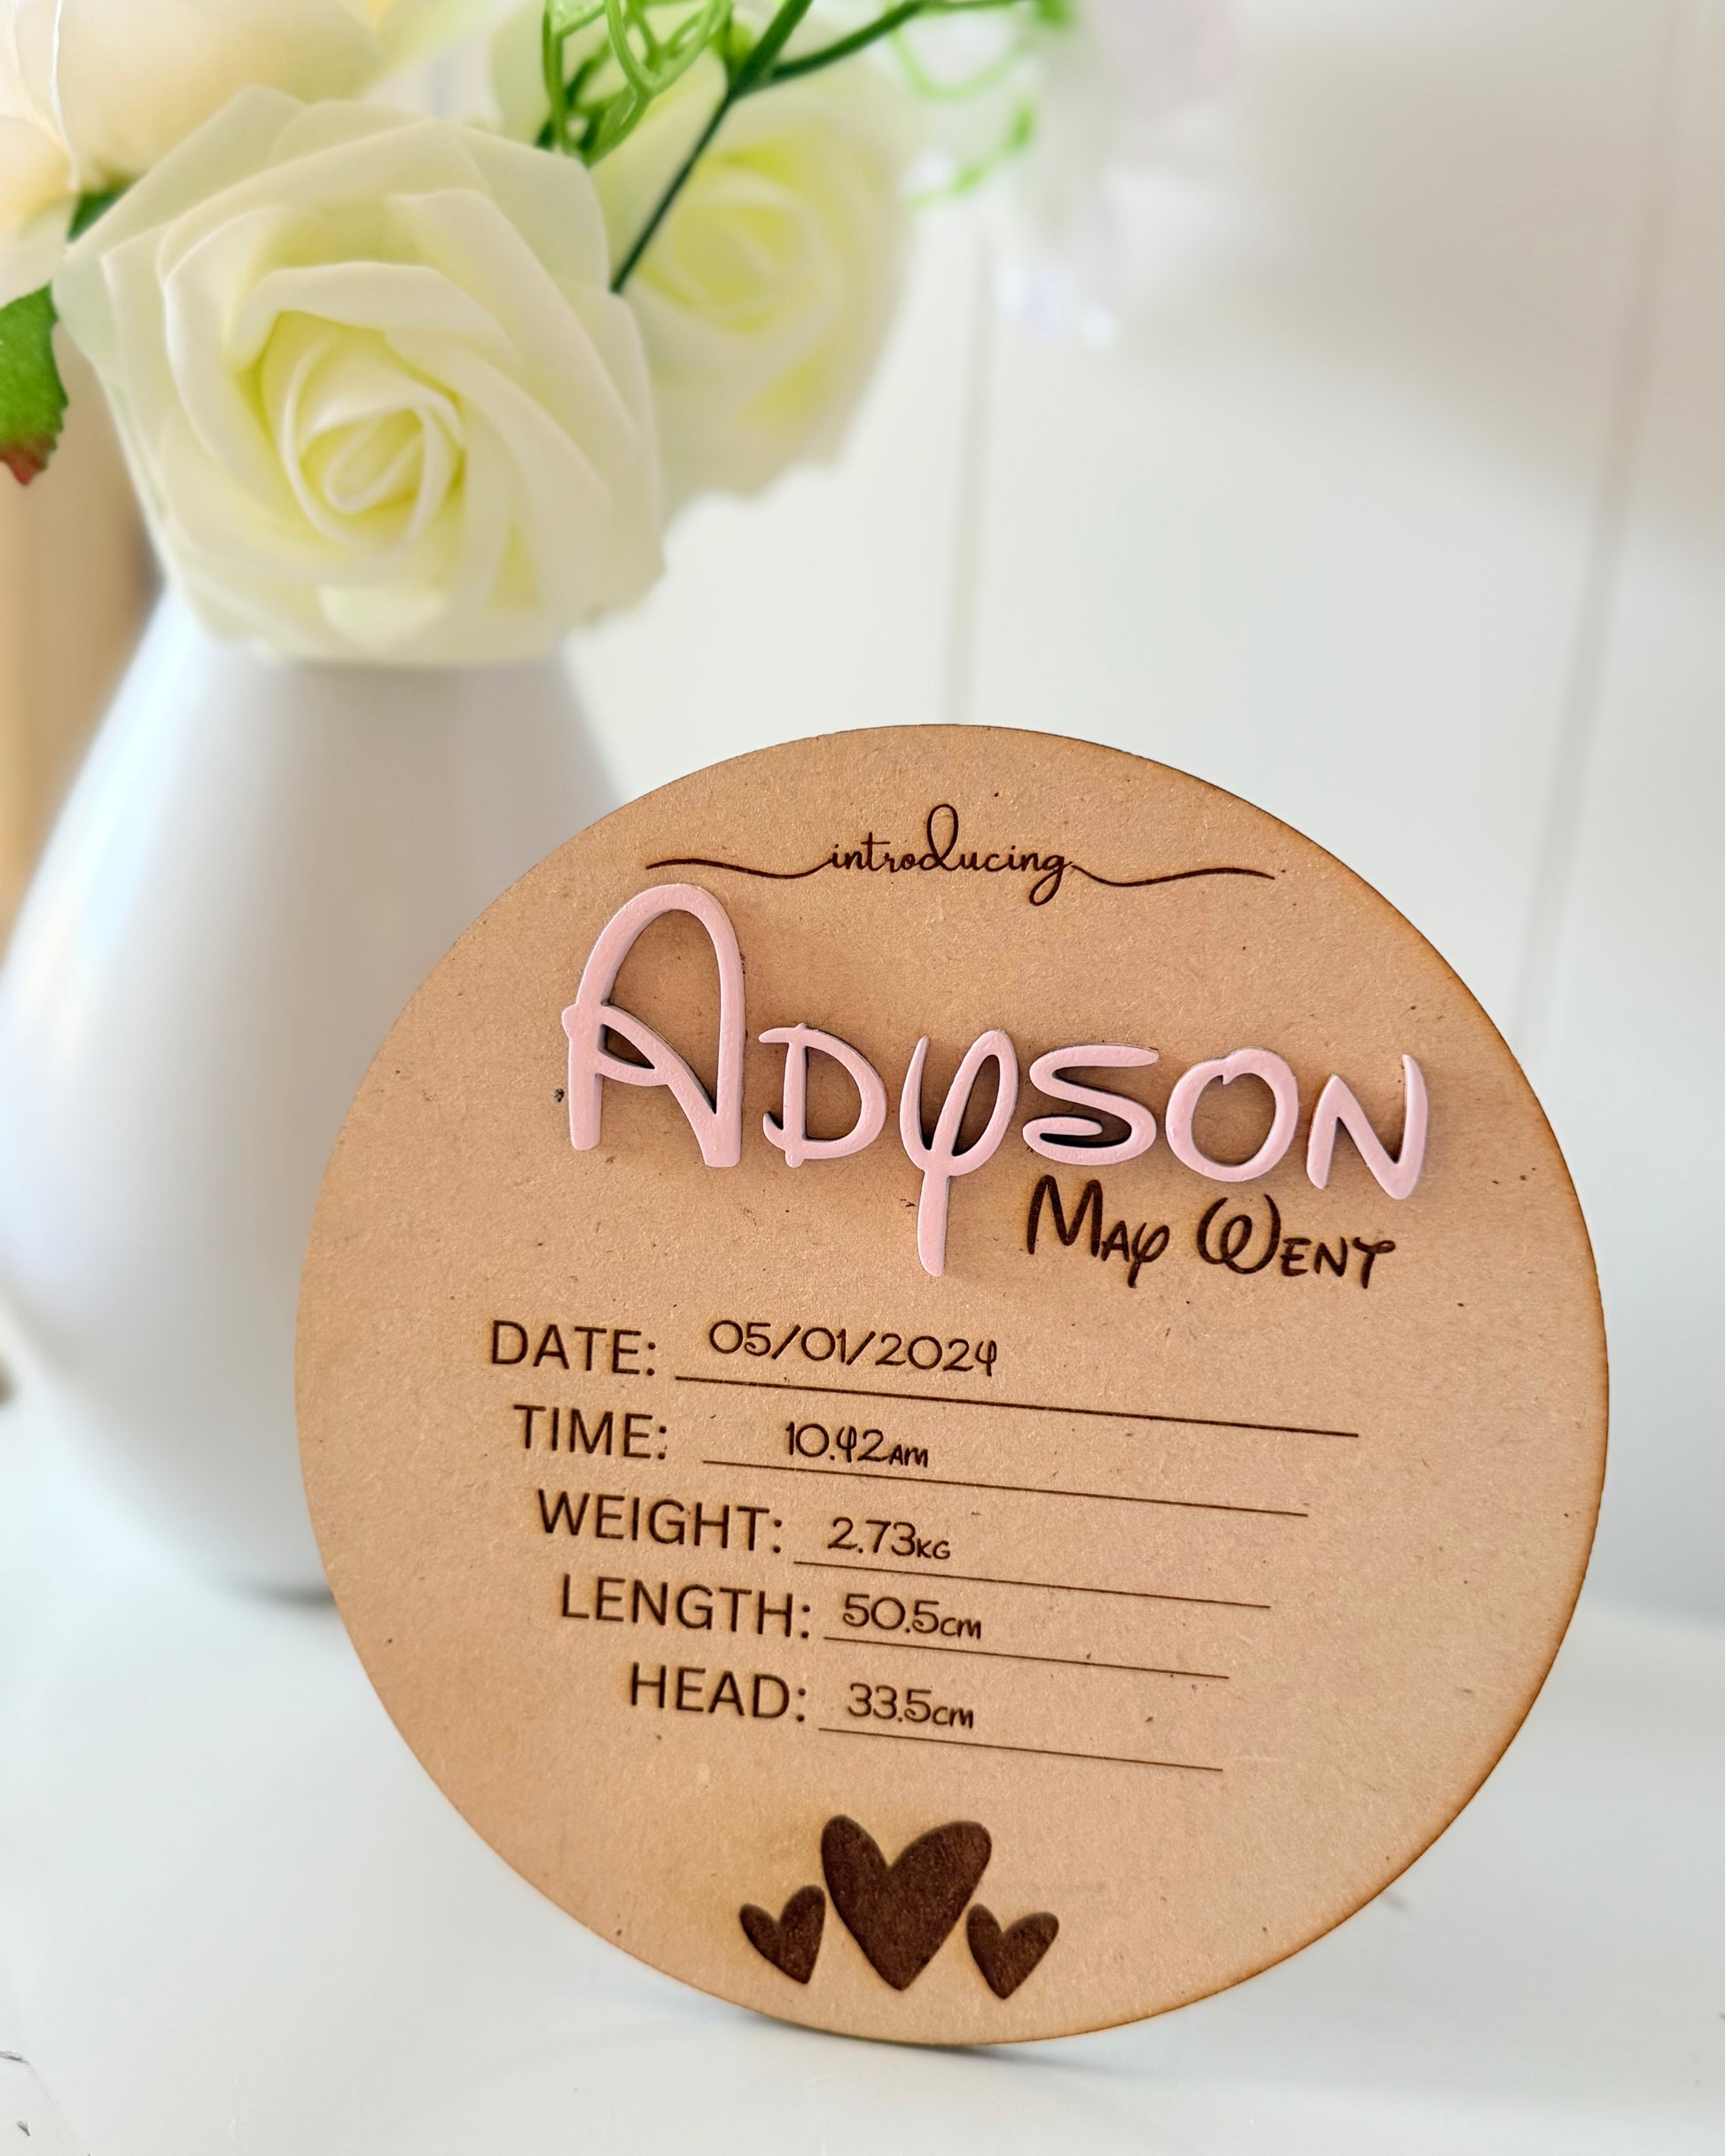 introducing
ADYSON
MAY WENT
DATE: 05/01/2024
TIME: 10.42AM
WEIGHT: 2.73KG
LENGTH: 50.5CM
HEAD: 33.5CM